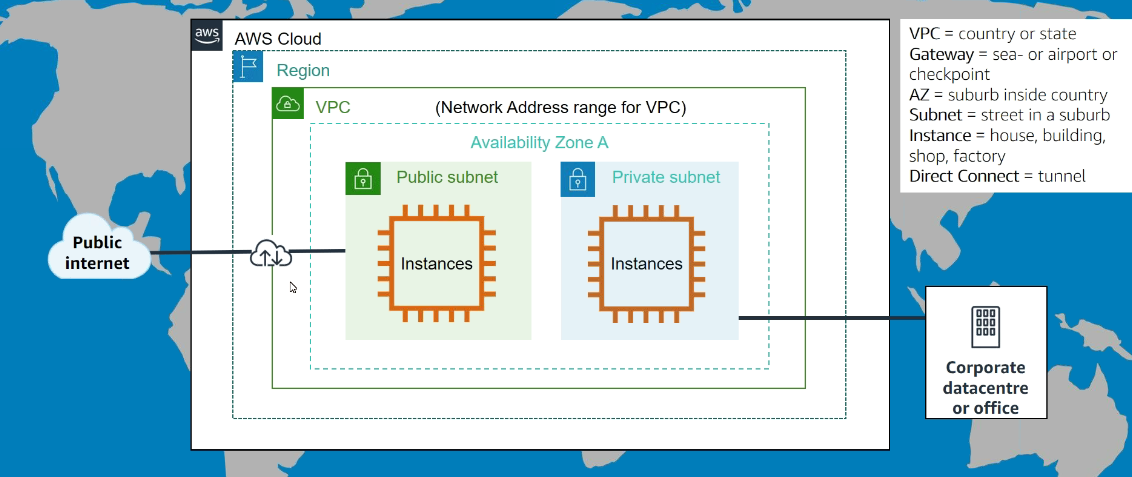 aws
AWS Cloud
Region
VPC
(Network Address range for VPC)
Availability Zone A
Public subnet
Private subnet
Instances
Instances
Public
internet
Corporate
datacentre
or office
VPC = country or state
Gateway = sea- or airport or
checkpoint
AZ = suburb inside country
Subnet = street in a suburb
Instance = house, building,
shop, factory
Direct Connect = tunnel